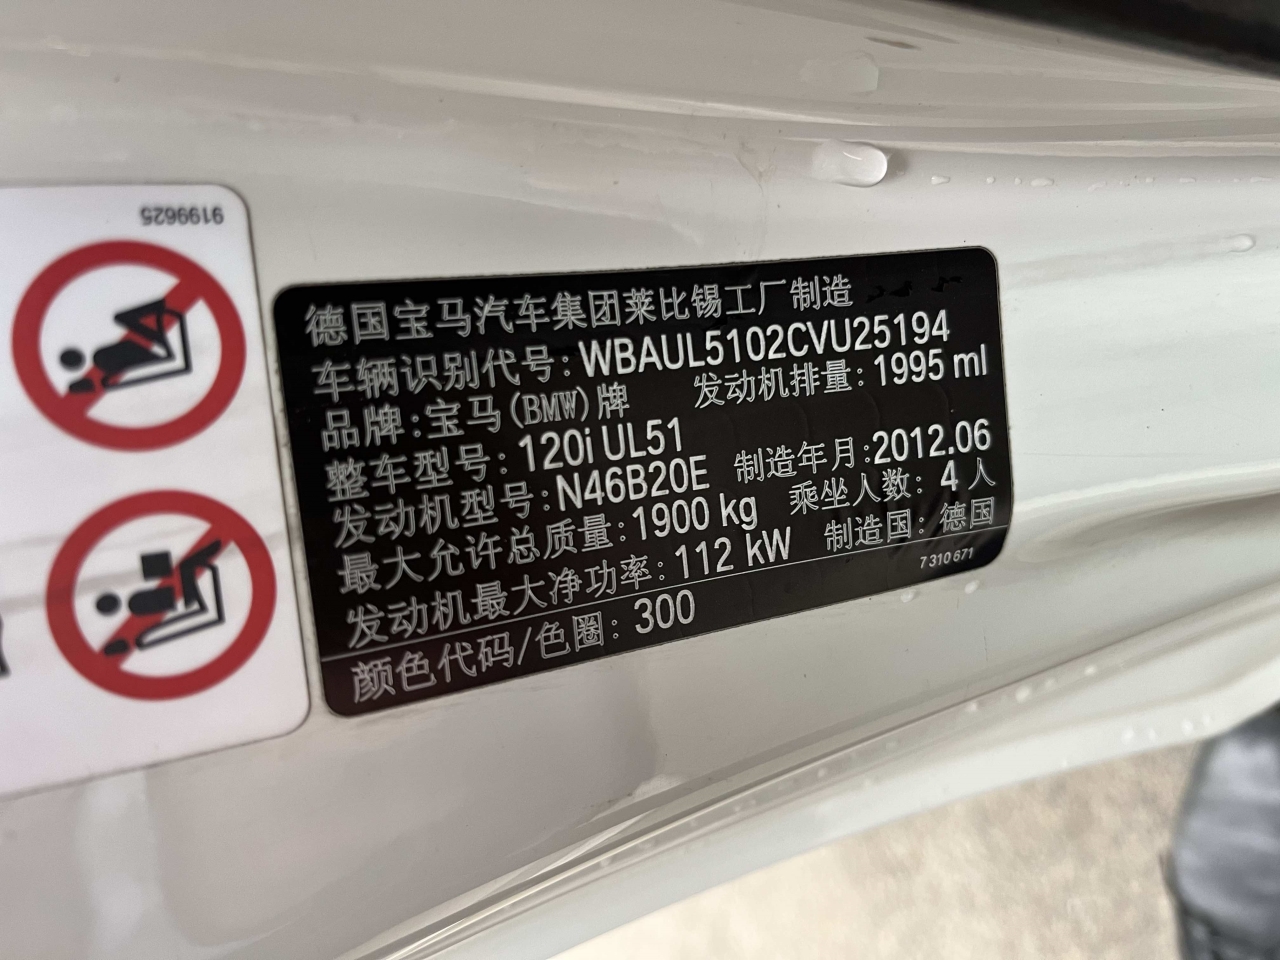 9199625
德国宝马汽车集团莱比锡工厂制造
车辆识别代号: WBAUL5102CVU25194
品牌:宝马(BMW)牌 发动机排量: 1995 ml
整车型号: 120i UL51
发动机型号: N46B20E 制造年月:2012.06
最大允许总质量: 1900 kg 乘坐人数: 4 人
发动机最大净功率: 112 kW 制造国: 德国
颜色代码/色圈: 300
7 310 671